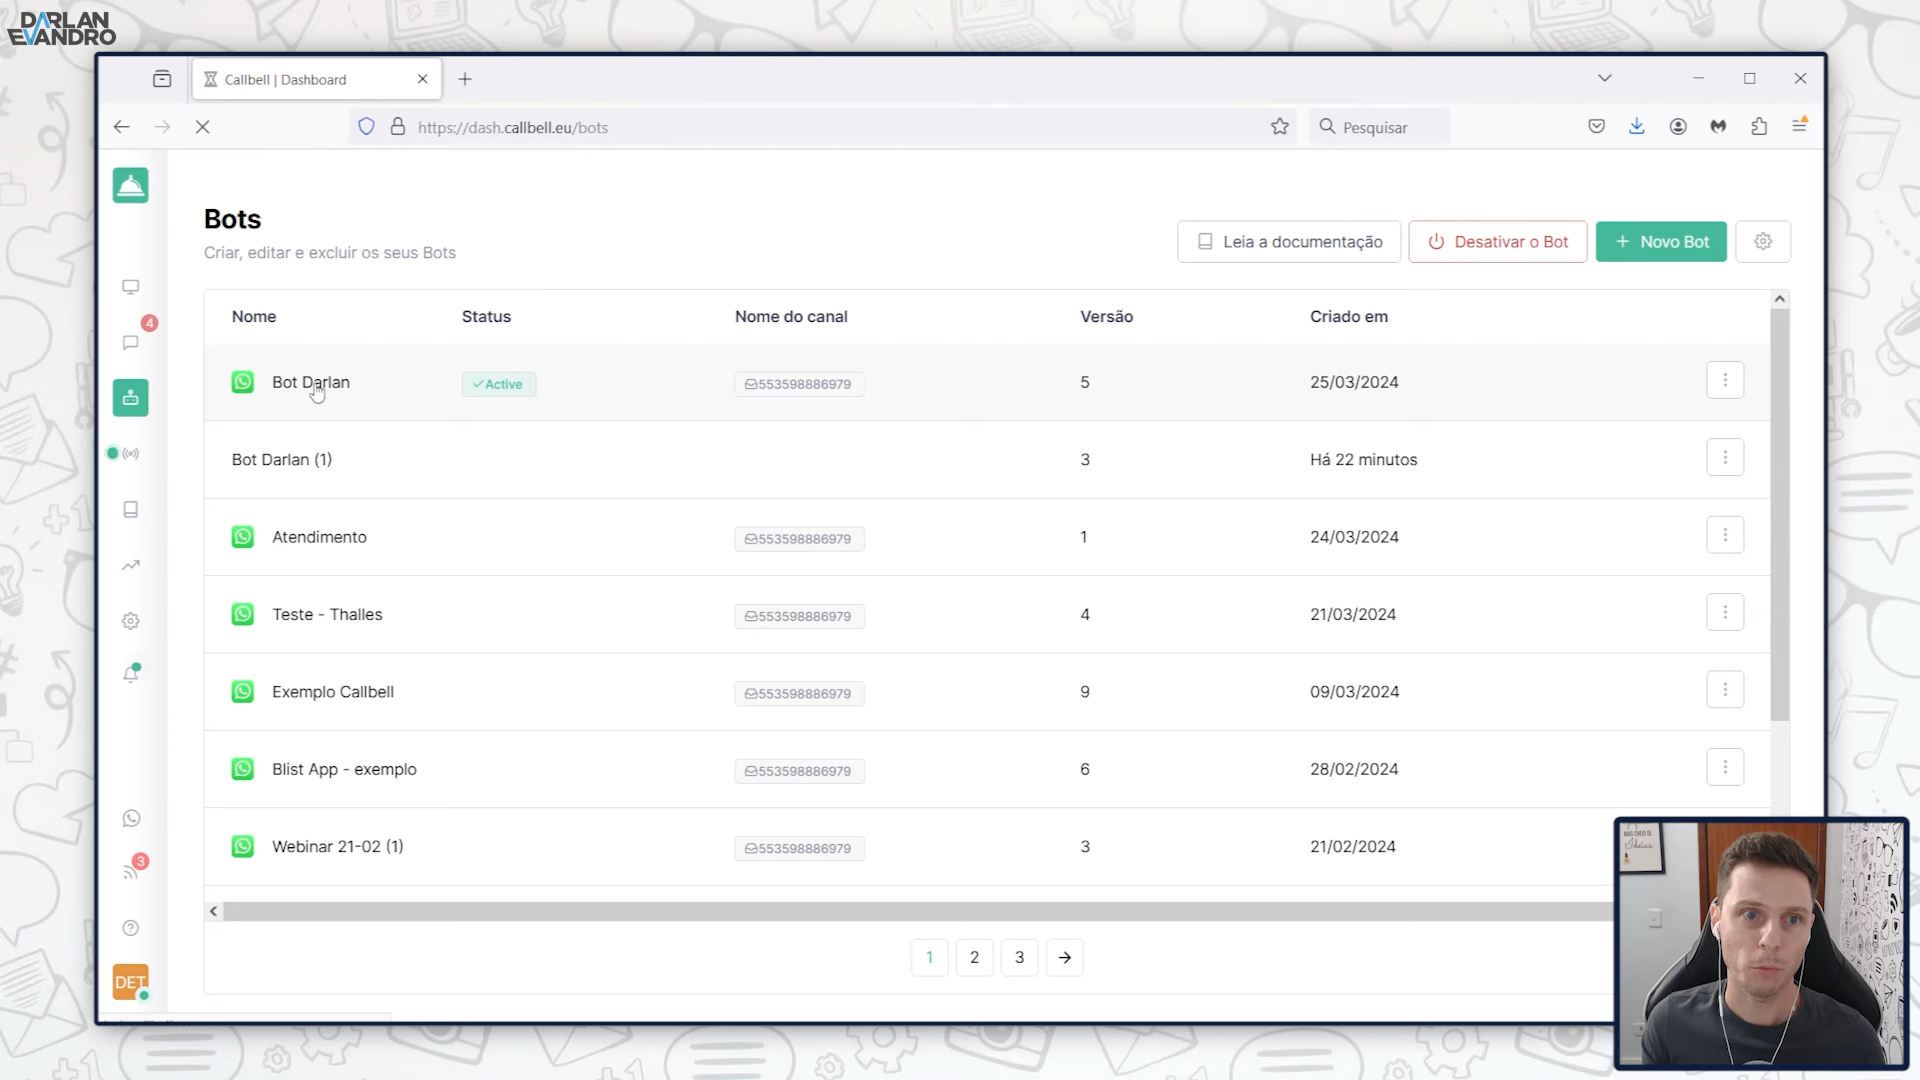 DARLAN
EVANDRO
Callbell | Dashboard
https://dash.callbell.eu/bots
Pesquisar
Bots
Criar, editar e excluir os seus Bots
Leia a documentação
Desativar o Bot
+ Novo Bot
Nome Status Nome do canal Versão Criado em
Bot Darlan Active 553598886979 5 25/03/2024
Bot Darlan (1) 3 Há 22 minutos
Atendimento 553598886979 1 24/03/2024
Teste - Thalles 553598886979 4 21/03/2024
Exemplo Callbell 553598886979 9 09/03/2024
Blist App - exemplo 553598886979 6 28/02/2024
Webinar 21-02 (1) 553598886979 3 21/02/2024
1 2 3
4
3
DET
MAS CHEIO DE
Ideias